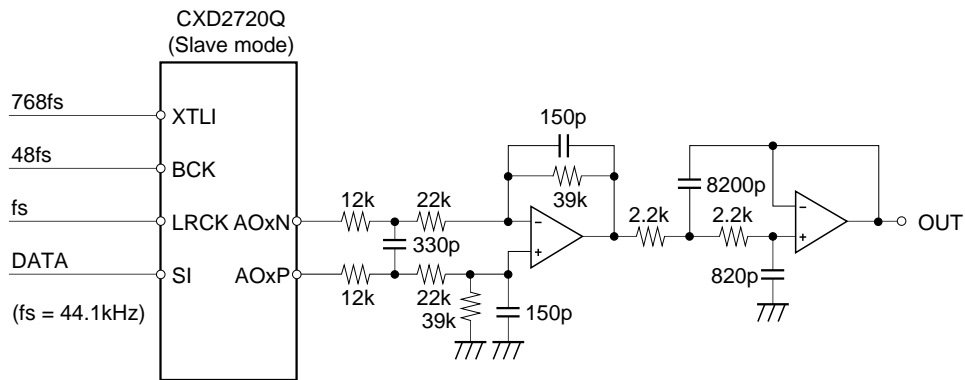 CXD2720Q
(Slave mode)
768fs
XTLI
48fs
BCK
fs
LRCK
AOxN
DATA
SI
AOxP
(fs = 44.1kHz)
12k
22k
330p
12k
22k
39k
150p
150p
39k
2.2k
8200p
2.2k
820p
OUT
−
+
−
+